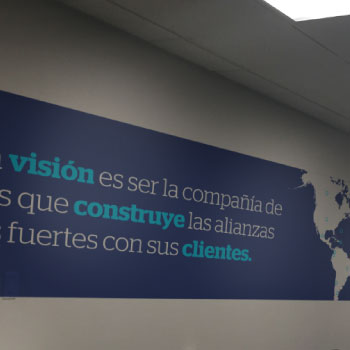 visión es ser la compañía de
que construye las alianzas
fuertes con sus clientes.